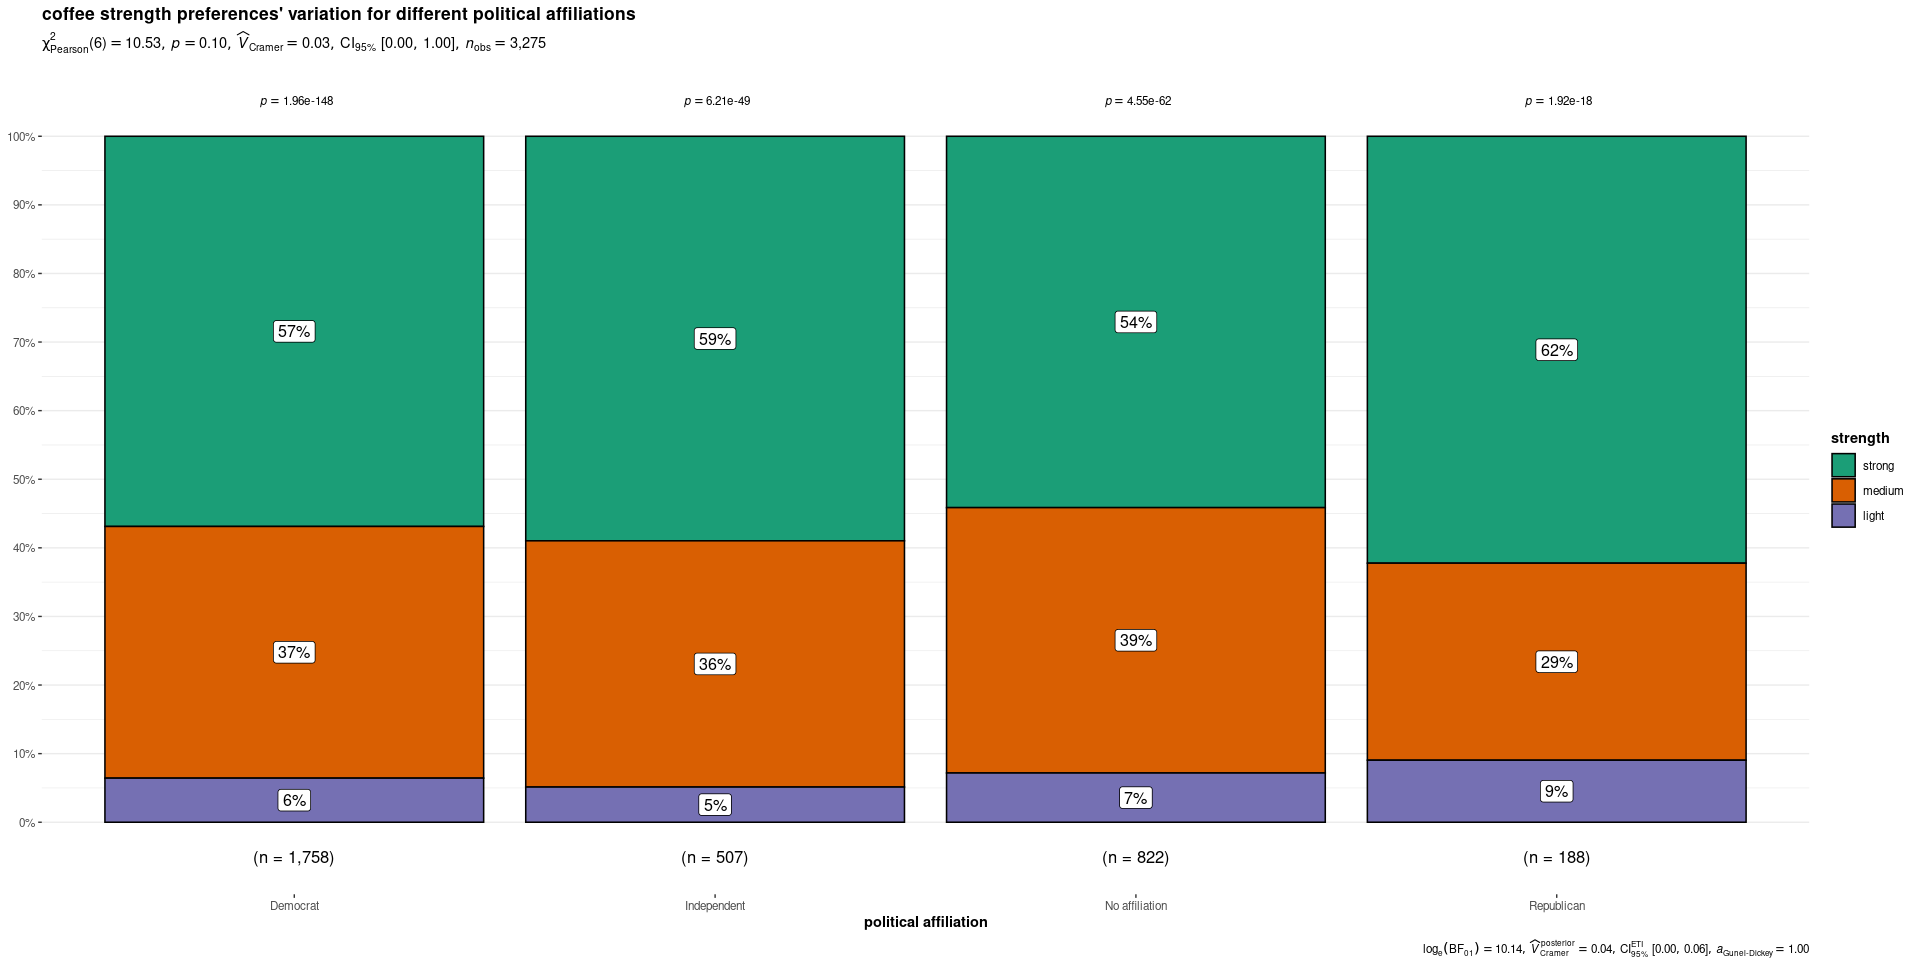 coffee strength preferences' variation for different political affiliations
χ²Pearson(6) = 10.53, p = 0.10, V̂Cramer = 0.03, CI95% [0.00, 1.00], nobs = 3,275
p = 1.96e-148 p = 6.21e-49 p = 4.55e-62 p = 1.92e-18
100%
90%
80%
70%
60%
50%
40%
30%
20%
10%
0%
57% 59% 54% 62%
37% 36% 39% 29%
6% 5% 7% 9%
strength
strong
medium
light
(n = 1,758) (n = 507) (n = 822) (n = 188)
Democrat Independent No affiliation Republican
political affiliation
loge(BF01) = 10.14, V̂posteriorCramer = 0.04, CIETI95% [0.00, 0.06], aGunel-Dickey = 1.00